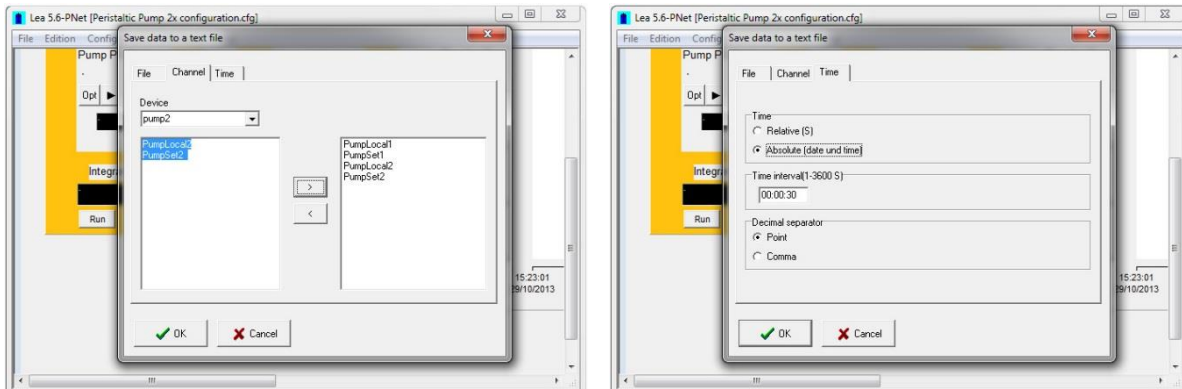 Lea 5.6-PNet [Peristaltic Pump 2x configuration.cfg]
File Edition Config
Save data to a text file
Pump P
Opt
File Channel Time
Device
pump2
PumpLocal2
PumpSet2
>
<
PumpLocal1
PumpSet1
PumpLocal2
PumpSet2
Integra
Run
15:23:01
29/10/2013
OK Cancel
Lea 5.6-PNet [Peristaltic Pump 2x configuration.cfg]
File Edition Config
Save data to a text file
Pump P
Opt
File Channel Time
Time
Relative (S)
Absolute (date und time)
Time interval(1-3600 S)
00:00:30
Integra
Run
Decimal separator
Point
Comma
15:23:01
29/10/2013
OK Cancel